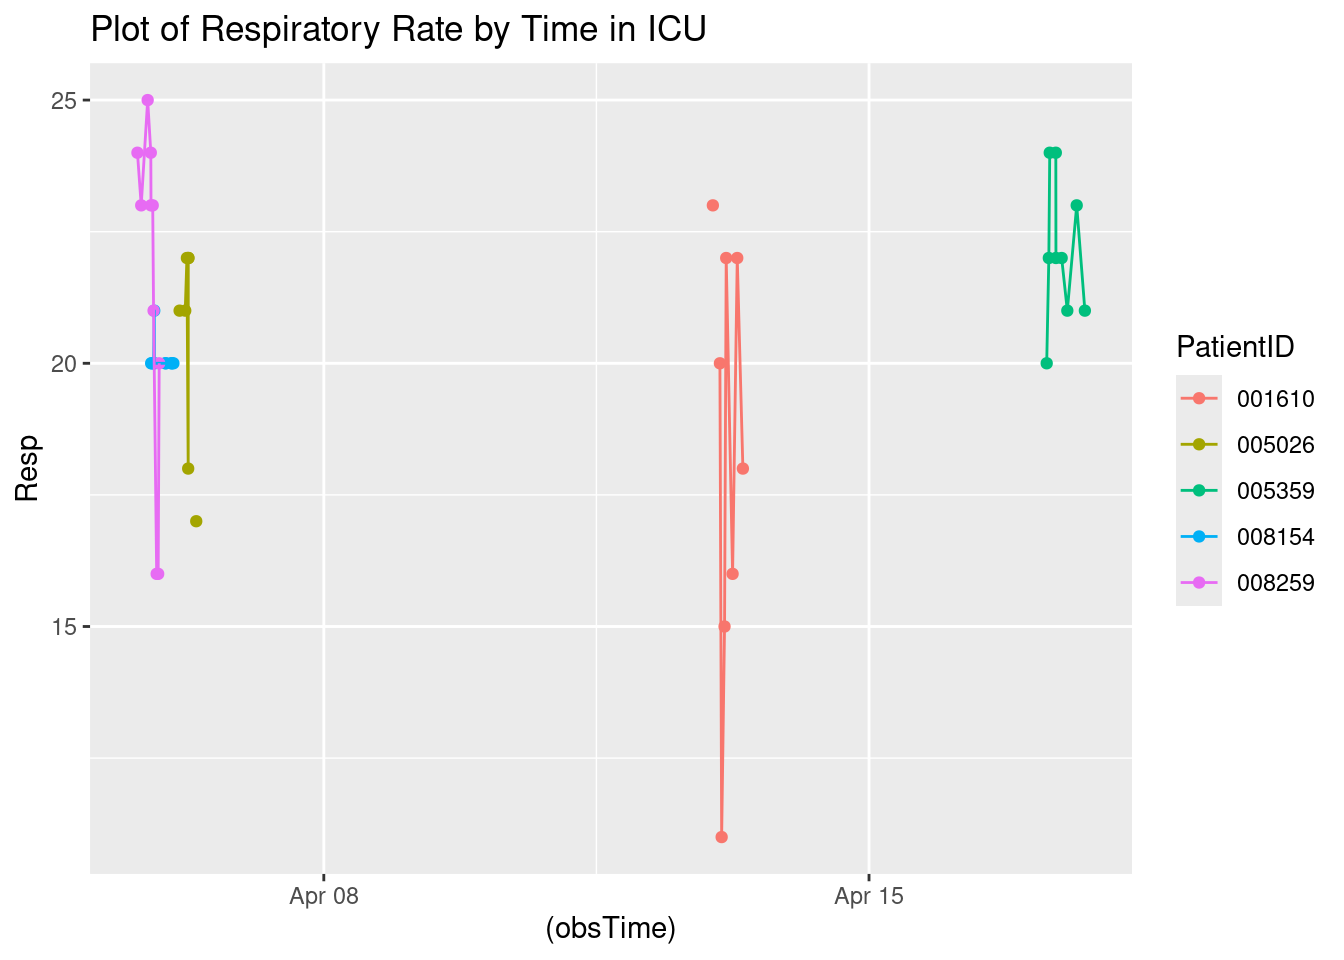 Plot of Respiratory Rate by Time in ICU
25
20
15
Resp
Apr 08
Apr 15
(obsTime)
PatientID
001610
005026
005359
008154
008259